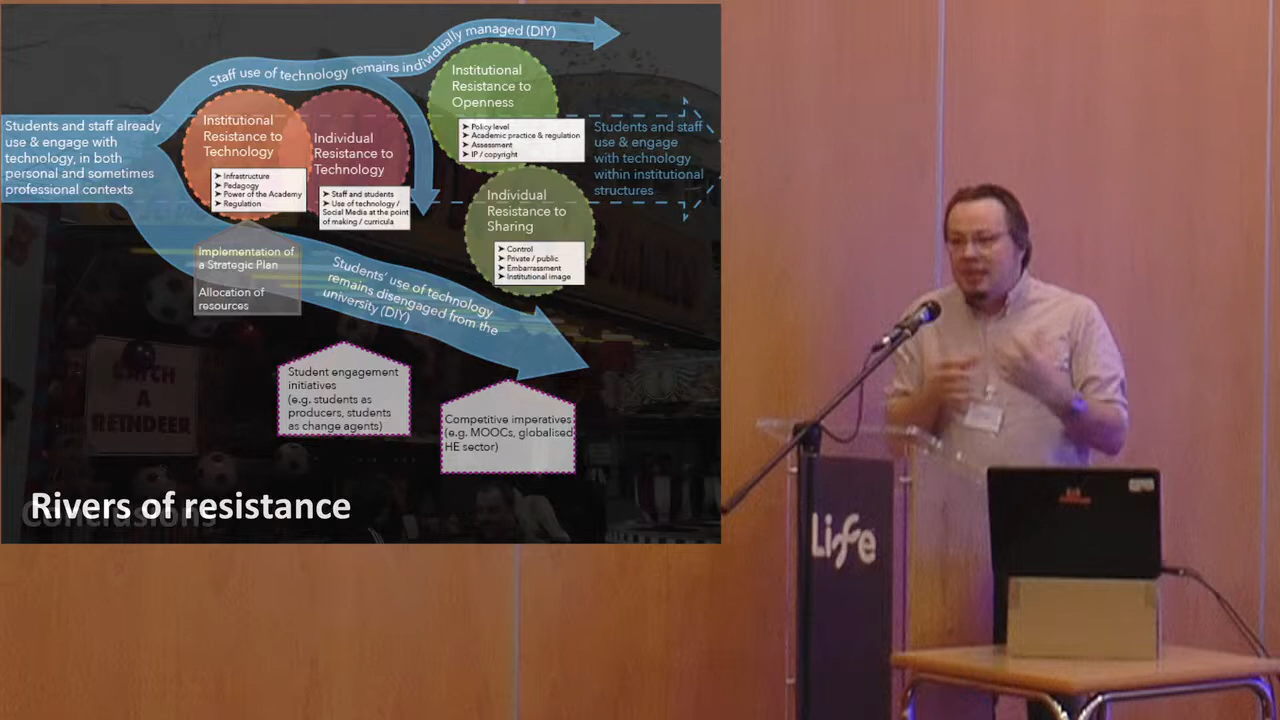 Staff use of technology remains individually managed (DIY)
Students and staff already
use & engage with
technology, in both
personal and sometimes
professional contexts
Institutional
Resistance to
Technology
➤ Infrastructure
➤ Pedagogy
➤ Power of the Academy
➤ Regulation
Individual
Resistance to
Technology
➤ Staff and students
➤ Use of technology /
Social Media at the point
of making / curricula
Institutional
Resistance to
Openness
➤ Policy level
➤ Academic practice & regulation
➤ Assessment
➤ IP / copyright
Students and staff
use & engage
with technology
within institutional
structures
Individual
Resistance to
Sharing
➤ Control
➤ Private / public
➤ Embarrassment
➤ Institutional image
Implementation of
a Strategic Plan
Allocation of
resources
Students' use of technology
remains disengaged from the
university (DIY)
Student engagement
initiatives
(e.g. students as
producers, students
as change agents)
Competitive imperatives
(e.g. MOOCs, globalised
HE sector)
CATCH
A
REINDEER
Rivers of resistance
Conclusions
Life